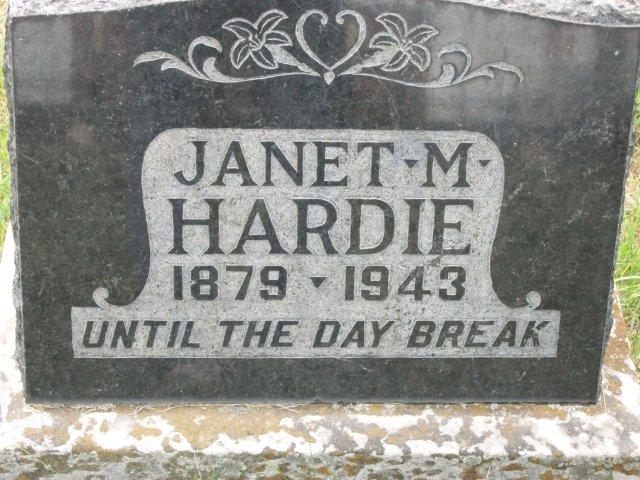 JANET · M ·
HARDIE
1879 ▾ 1943
UNTIL THE DAY BREAK